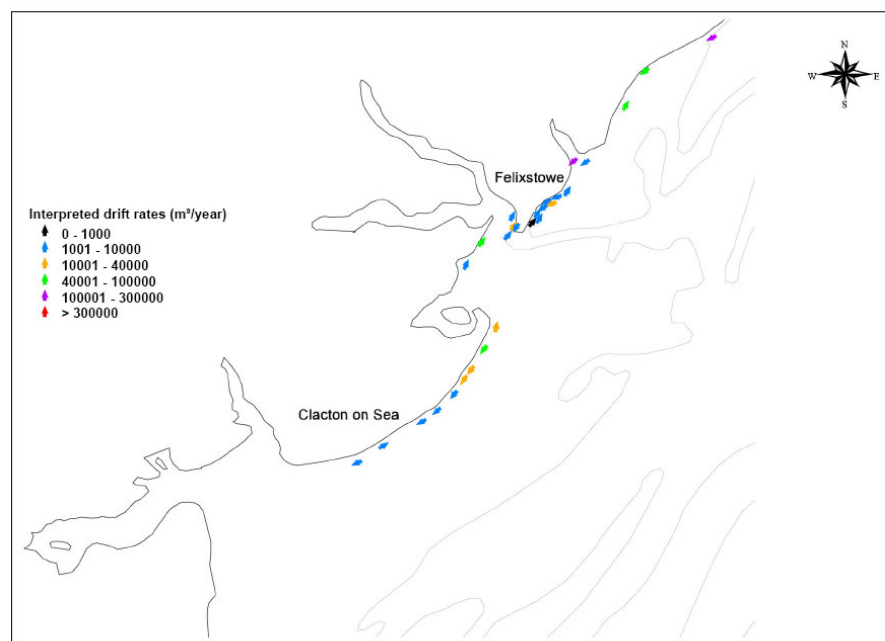 N
W E
S
Felixstowe
Interpreted drift rates (m³/year)
0 - 1000
1001 - 10000
10001 - 40000
40001 - 100000
100001 - 300000
> 300000
Clacton on Sea